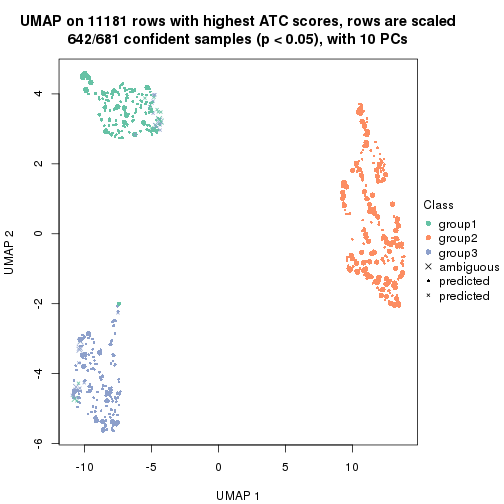 UMAP on 11181 rows with highest ATC scores, rows are scaled
642/681 confident samples (p < 0.05), with 10 PCs
4
2
0
-2
-4
-6
UMAP 2
-10
-5
0
5
10
UMAP 1
Class
group1
group2
group3
ambiguous
predicted
predicted